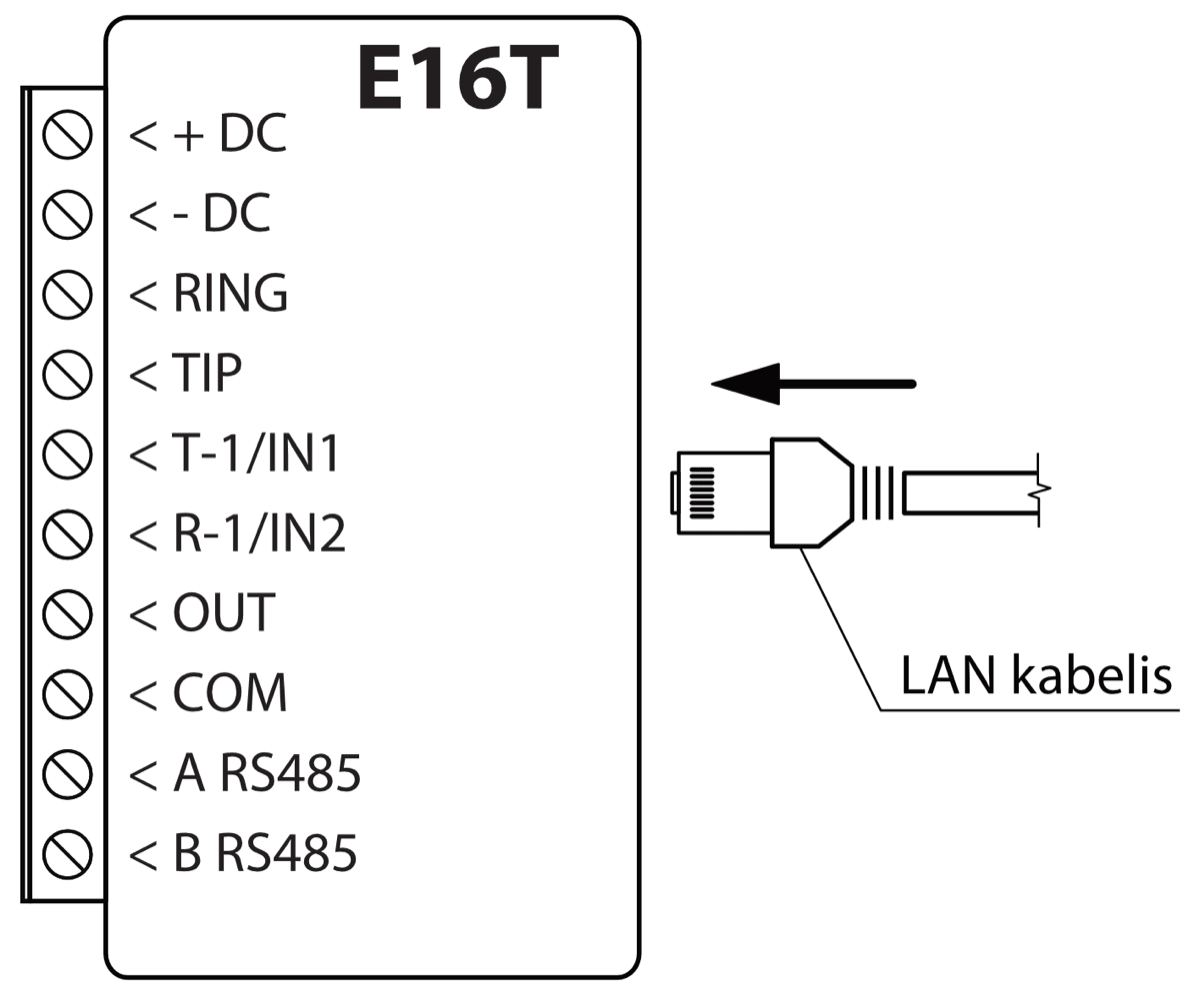 E16T
< + DC
< - DC
< RING
< TIP
< T-1/IN1
< R-1/IN2
< OUT
< COM
< A RS485
< B RS485
LAN kabelis